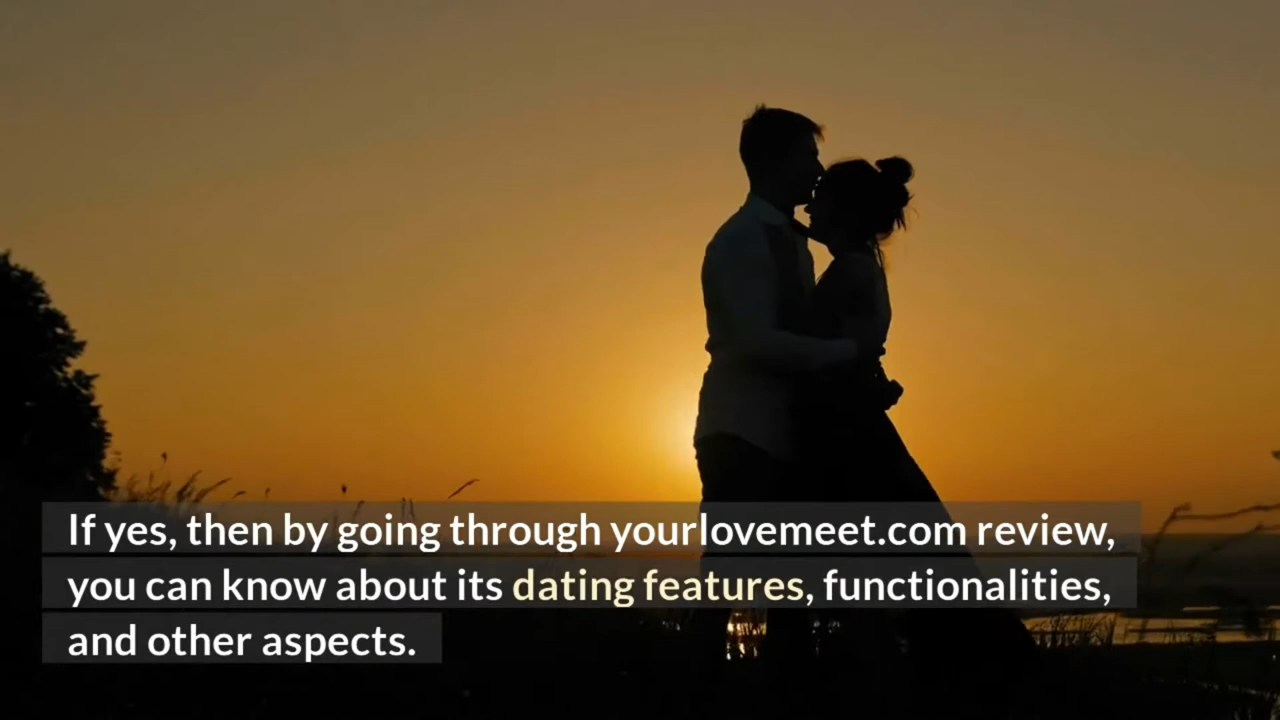 If yes, then by going through yourlovemeet.com review,
you can know about its dating features, functionalities,
and other aspects.